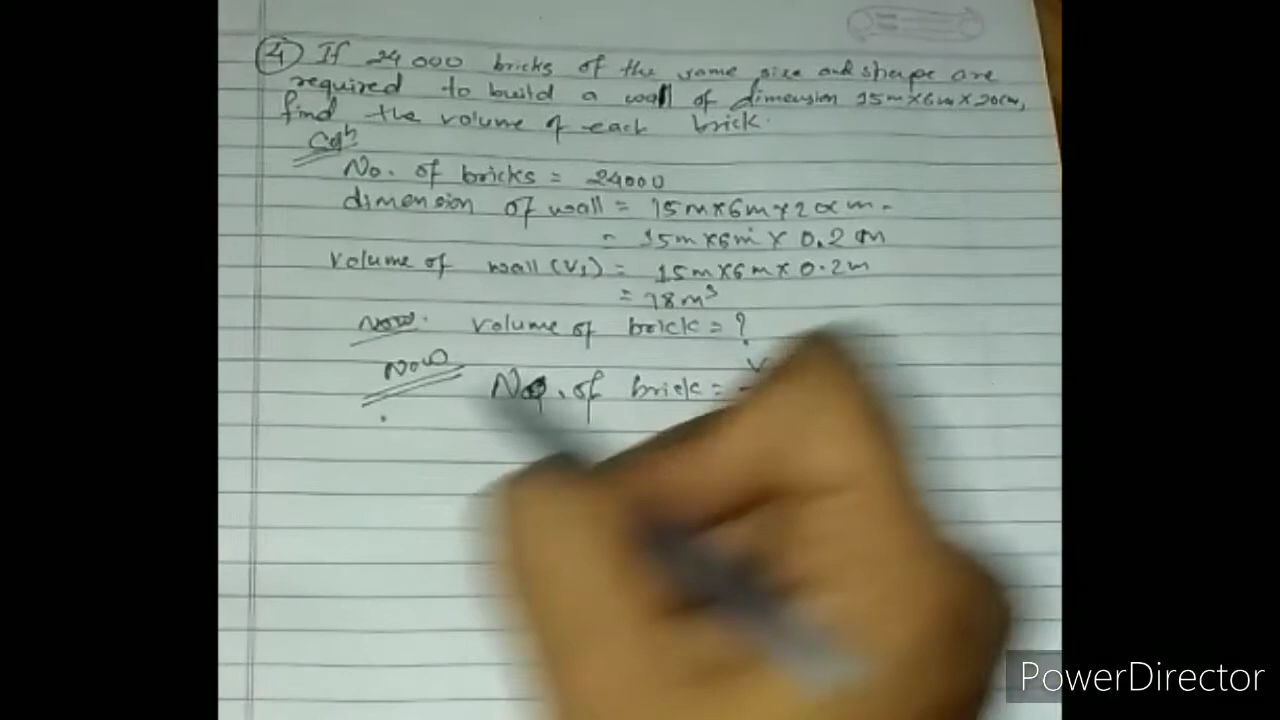 4 If 24000 bricks of the same size and shape are
required to build a wall of dimension 15m×6m×20cm,
find the volume of each brick.
Solⁿ
No. of bricks = 24000
dimension of wall = 15m×6m×20cm.
= 15m×6m × 0.2 m
volume of wall (V₁) = 15m×6m×0.2m
= 18m³
Now. volume of brick = ?
Now
No. of brick = V
PowerDirector